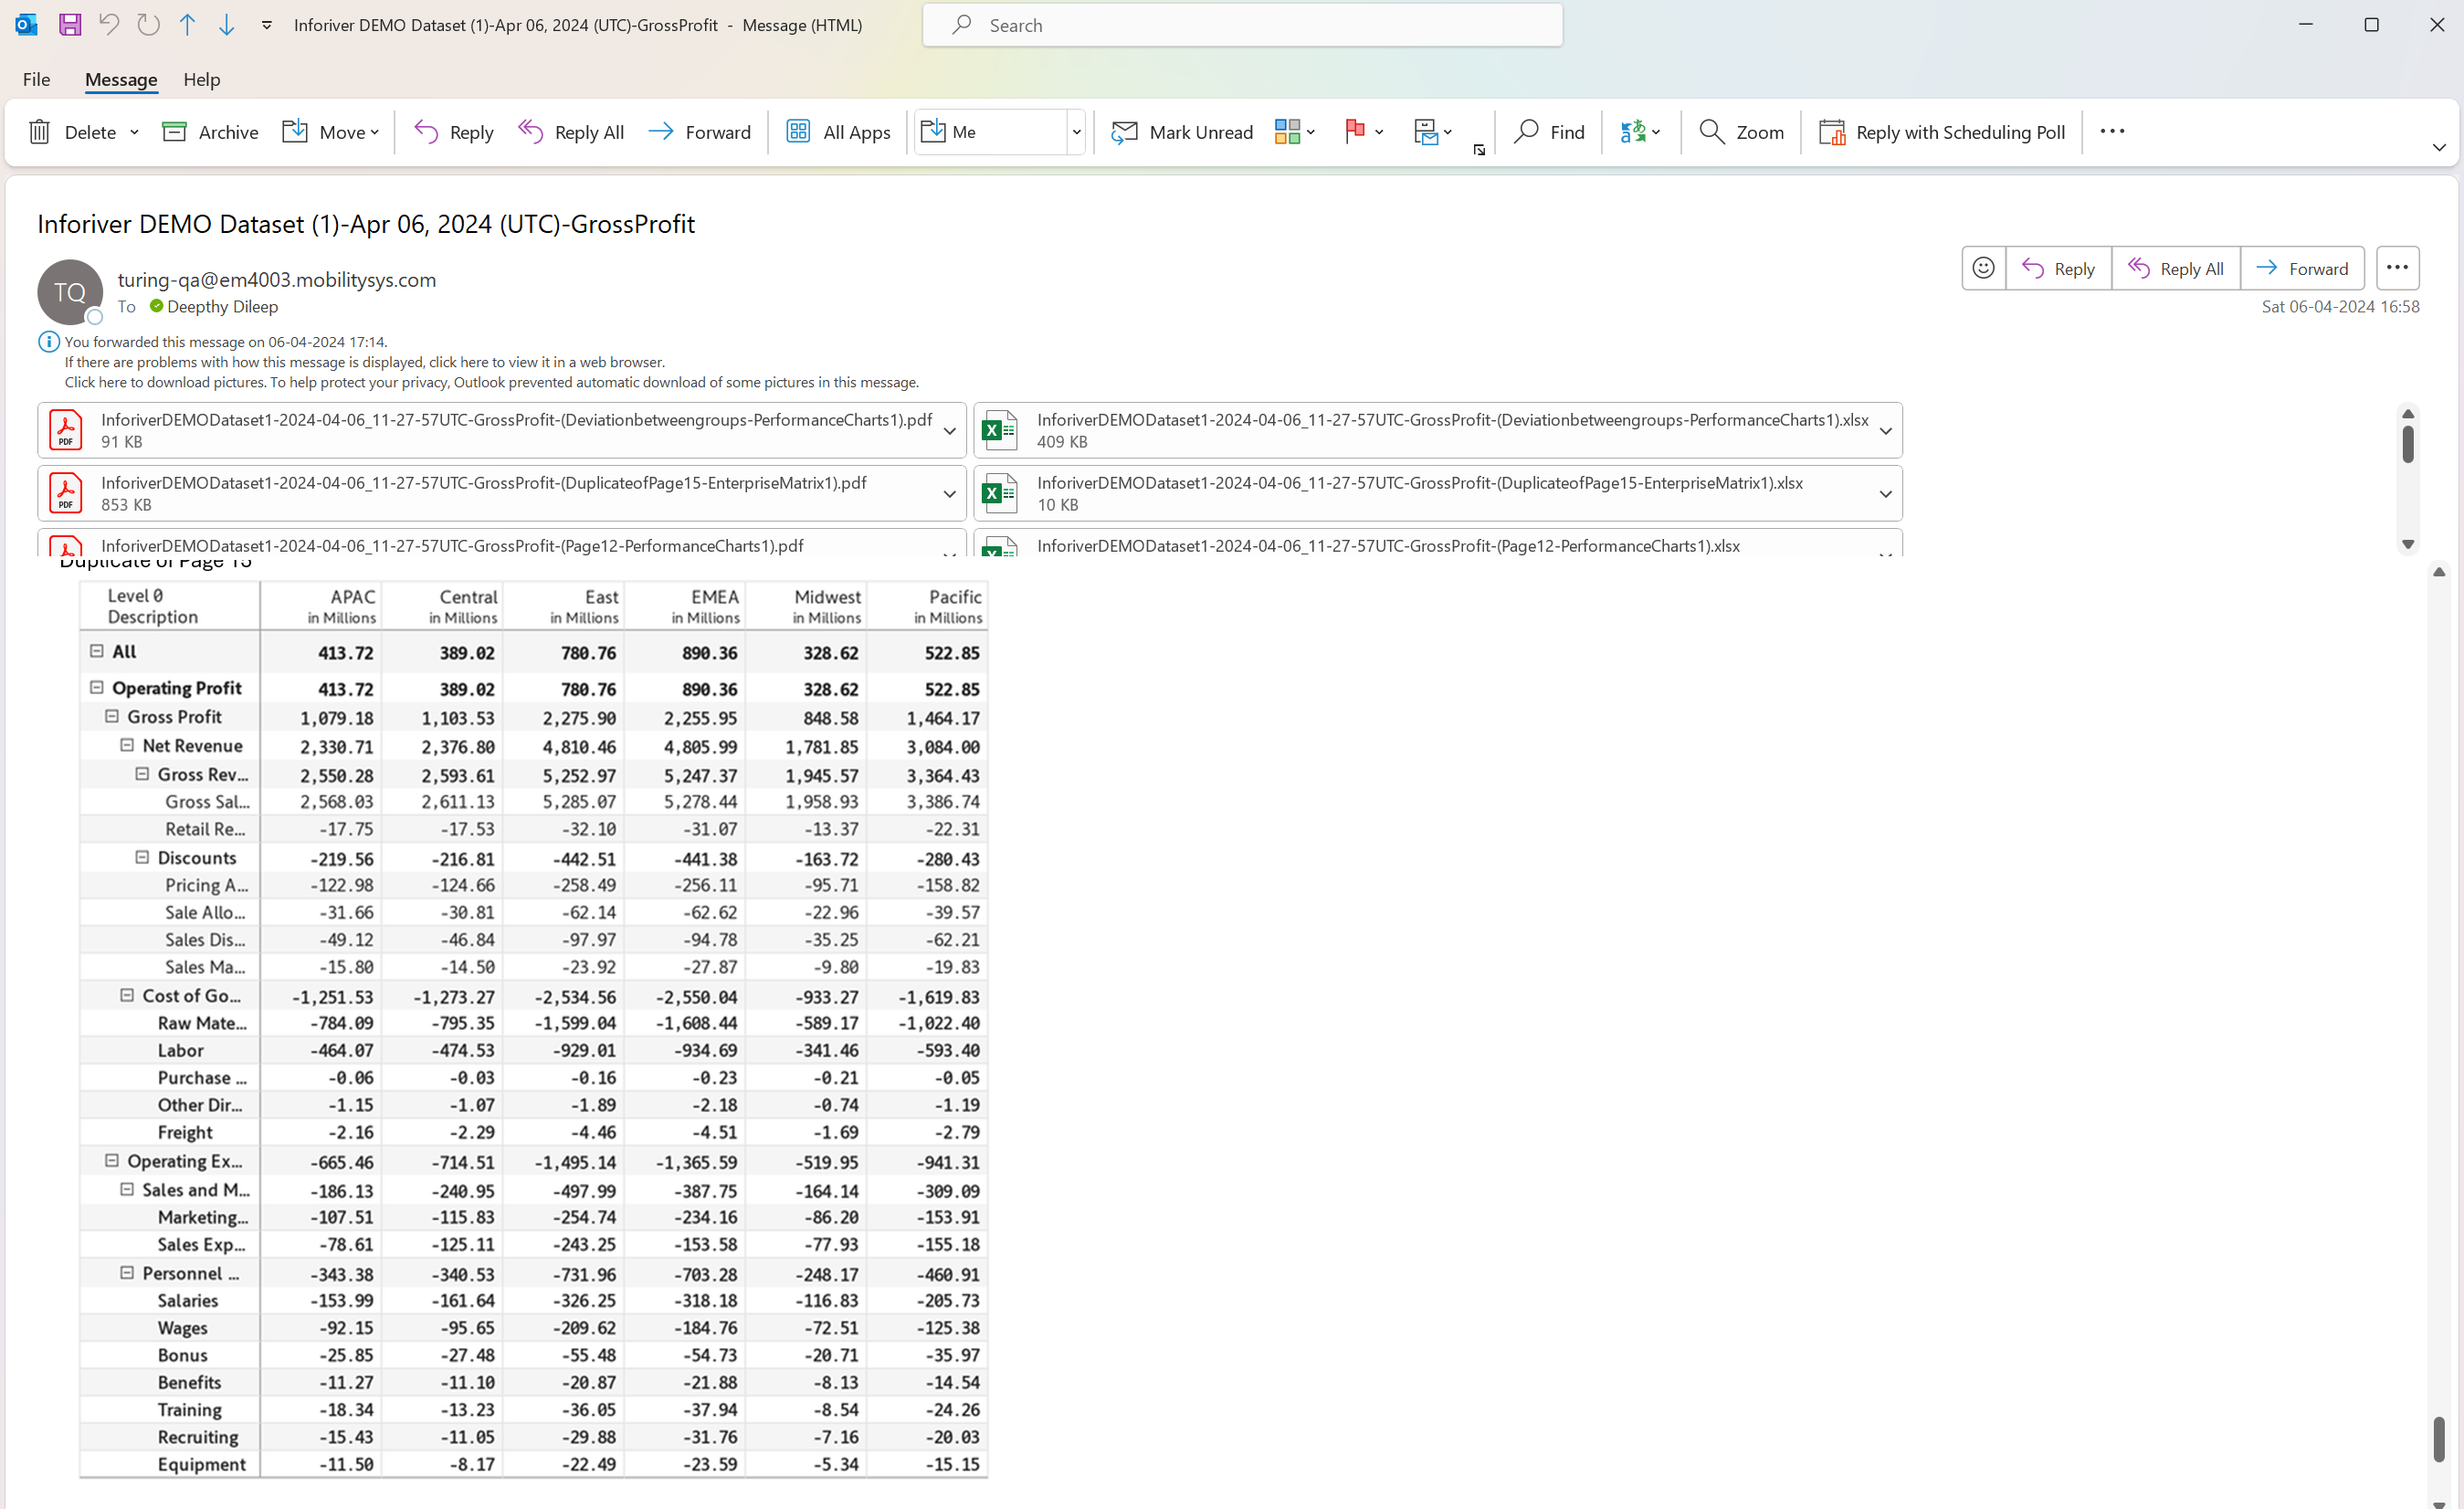 Inforiver DEMO Dataset (1)-Apr 06, 2024 (UTC)-GrossProfit - Message (HTML)
Search
File Message Help
Delete Archive Move Reply Reply All Forward All Apps Me Mark Unread Find Zoom Reply with Scheduling Poll
Inforiver DEMO Dataset (1)-Apr 06, 2024 (UTC)-GrossProfit
TQ
turing-qa@em4003.mobilitysys.com
To Deepthy Dileep
Reply Reply All Forward
Sat 06-04-2024 16:58
You forwarded this message on 06-04-2024 17:14.
If there are problems with how this message is displayed, click here to view it in a web browser.
Click here to download pictures. To help protect your privacy, Outlook prevented automatic download of some pictures in this message.
PDF InforiverDEMODataset1-2024-04-06_11-27-57UTC-GrossProfit-(Deviationbetweengroups-PerformanceCharts1).pdf
91 KB
InforiverDEMODataset1-2024-04-06_11-27-57UTC-GrossProfit-(Deviationbetweengroups-PerformanceCharts1).xlsx
409 KB
PDF InforiverDEMODataset1-2024-04-06_11-27-57UTC-GrossProfit-(DuplicateofPage15-EnterpriseMatrix1).pdf
853 KB
InforiverDEMODataset1-2024-04-06_11-27-57UTC-GrossProfit-(DuplicateofPage15-EnterpriseMatrix1).xlsx
10 KB
InforiverDEMODataset1-2024-04-06_11-27-57UTC-GrossProfit-(Page12-PerformanceCharts1).pdf
InforiverDEMODataset1-2024-04-06_11-27-57UTC-GrossProfit-(Page12-PerformanceCharts1).xlsx
Duplicate of Page 15
Level 0 APAC Central East EMEA Midwest Pacific
Description in Millions in Millions in Millions in Millions in Millions in Millions
All 413.72 389.02 780.76 890.36 328.62 522.85
Operating Profit 413.72 389.02 780.76 890.36 328.62 522.85
Gross Profit 1,079.18 1,103.53 2,275.90 2,255.95 848.58 1,464.17
Net Revenue 2,330.71 2,376.80 4,810.46 4,805.99 1,781.85 3,084.00
Gross Rev... 2,550.28 2,593.61 5,252.97 5,247.37 1,945.57 3,364.43
Gross Sal... 2,568.03 2,611.13 5,285.07 5,278.44 1,958.93 3,386.74
Retail Re... -17.75 -17.53 -32.10 -31.07 -13.37 -22.31
Discounts -219.56 -216.81 -442.51 -441.38 -163.72 -280.43
Pricing A... -122.98 -124.66 -258.49 -256.11 -95.71 -158.82
Sale Allo... -31.66 -30.81 -62.14 -62.62 -22.96 -39.57
Sales Dis... -49.12 -46.84 -97.97 -94.78 -35.25 -62.21
Sales Ma... -15.80 -14.50 -23.92 -27.87 -9.80 -19.83
Cost of Go... -1,251.53 -1,273.27 -2,534.56 -2,550.04 -933.27 -1,619.83
Raw Mate... -784.09 -795.35 -1,599.04 -1,608.44 -589.17 -1,022.40
Labor -464.07 -474.53 -929.01 -934.69 -341.46 -593.40
Purchase ... -0.06 -0.03 -0.16 -0.23 -0.21 -0.05
Other Dir... -1.15 -1.07 -1.89 -2.18 -0.74 -1.19
Freight -2.16 -2.29 -4.46 -4.51 -1.69 -2.79
Operating Ex... -665.46 -714.51 -1,495.14 -1,365.59 -519.95 -941.31
Sales and M... -186.13 -240.95 -497.99 -387.75 -164.14 -309.09
Marketing... -107.51 -115.83 -254.74 -234.16 -86.20 -153.91
Sales Exp... -78.61 -125.11 -243.25 -153.58 -77.93 -155.18
Personnel ... -343.38 -340.53 -731.96 -703.28 -248.17 -460.91
Salaries -153.99 -161.64 -326.25 -318.18 -116.83 -205.73
Wages -92.15 -95.65 -209.62 -184.76 -72.51 -125.38
Bonus -25.85 -27.48 -55.48 -54.73 -20.71 -35.97
Benefits -11.27 -11.10 -20.87 -21.88 -8.13 -14.54
Training -18.34 -13.23 -36.05 -37.94 -8.54 -24.26
Recruiting -15.43 -11.05 -29.88 -31.76 -7.16 -20.03
Equipment -11.50 -8.17 -22.49 -23.59 -5.34 -15.15